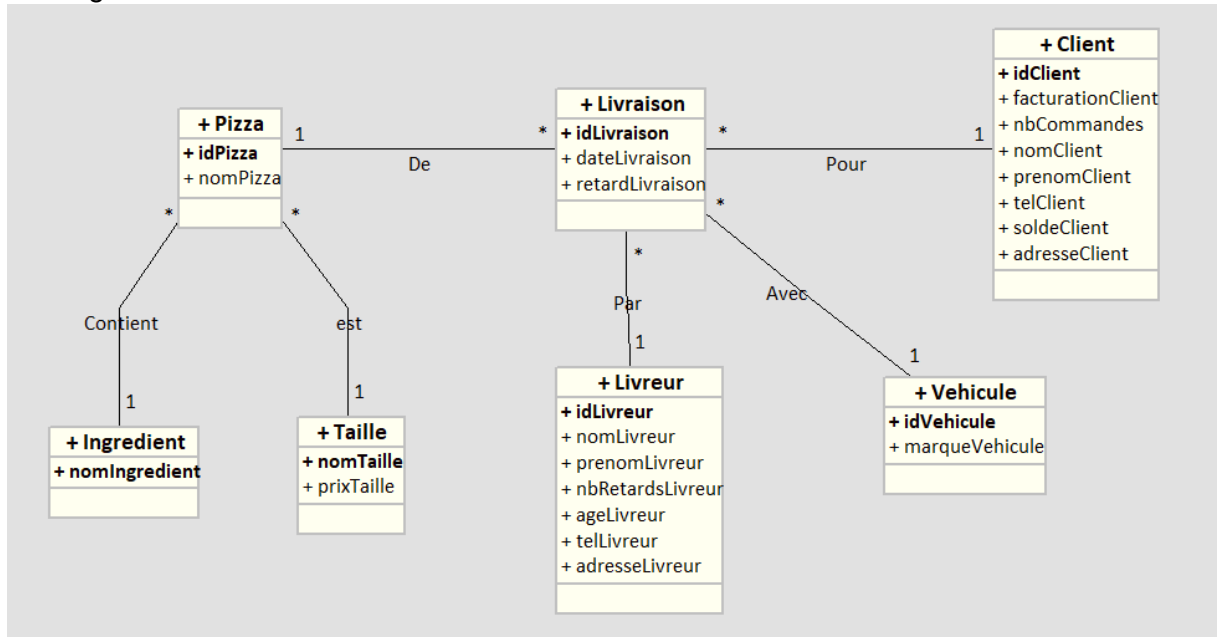 + Pizza
+ idPizza
+ nomPizza
1
*
De
+ Livraison
+ idLivraison
+ dateLivraison
+ retardLivraison
*
1
Pour
+ Client
+ idClient
+ facturationClient
+ nbCommandes
+ nomClient
+ prenomClient
+ telClient
+ soldeClient
+ adresseClient
*
*
*
*
Contient
est
Par
Avec
1
1
1
1
+ Ingredient
+ nomIngredient
+ Taille
+ nomTaille
+ prixTaille
+ Livreur
+ idLivreur
+ nomLivreur
+ prenomLivreur
+ nbRetardsLivreur
+ ageLivreur
+ telLivreur
+ adresseLivreur
+ Vehicule
+ idVehicule
+ marqueVehicule